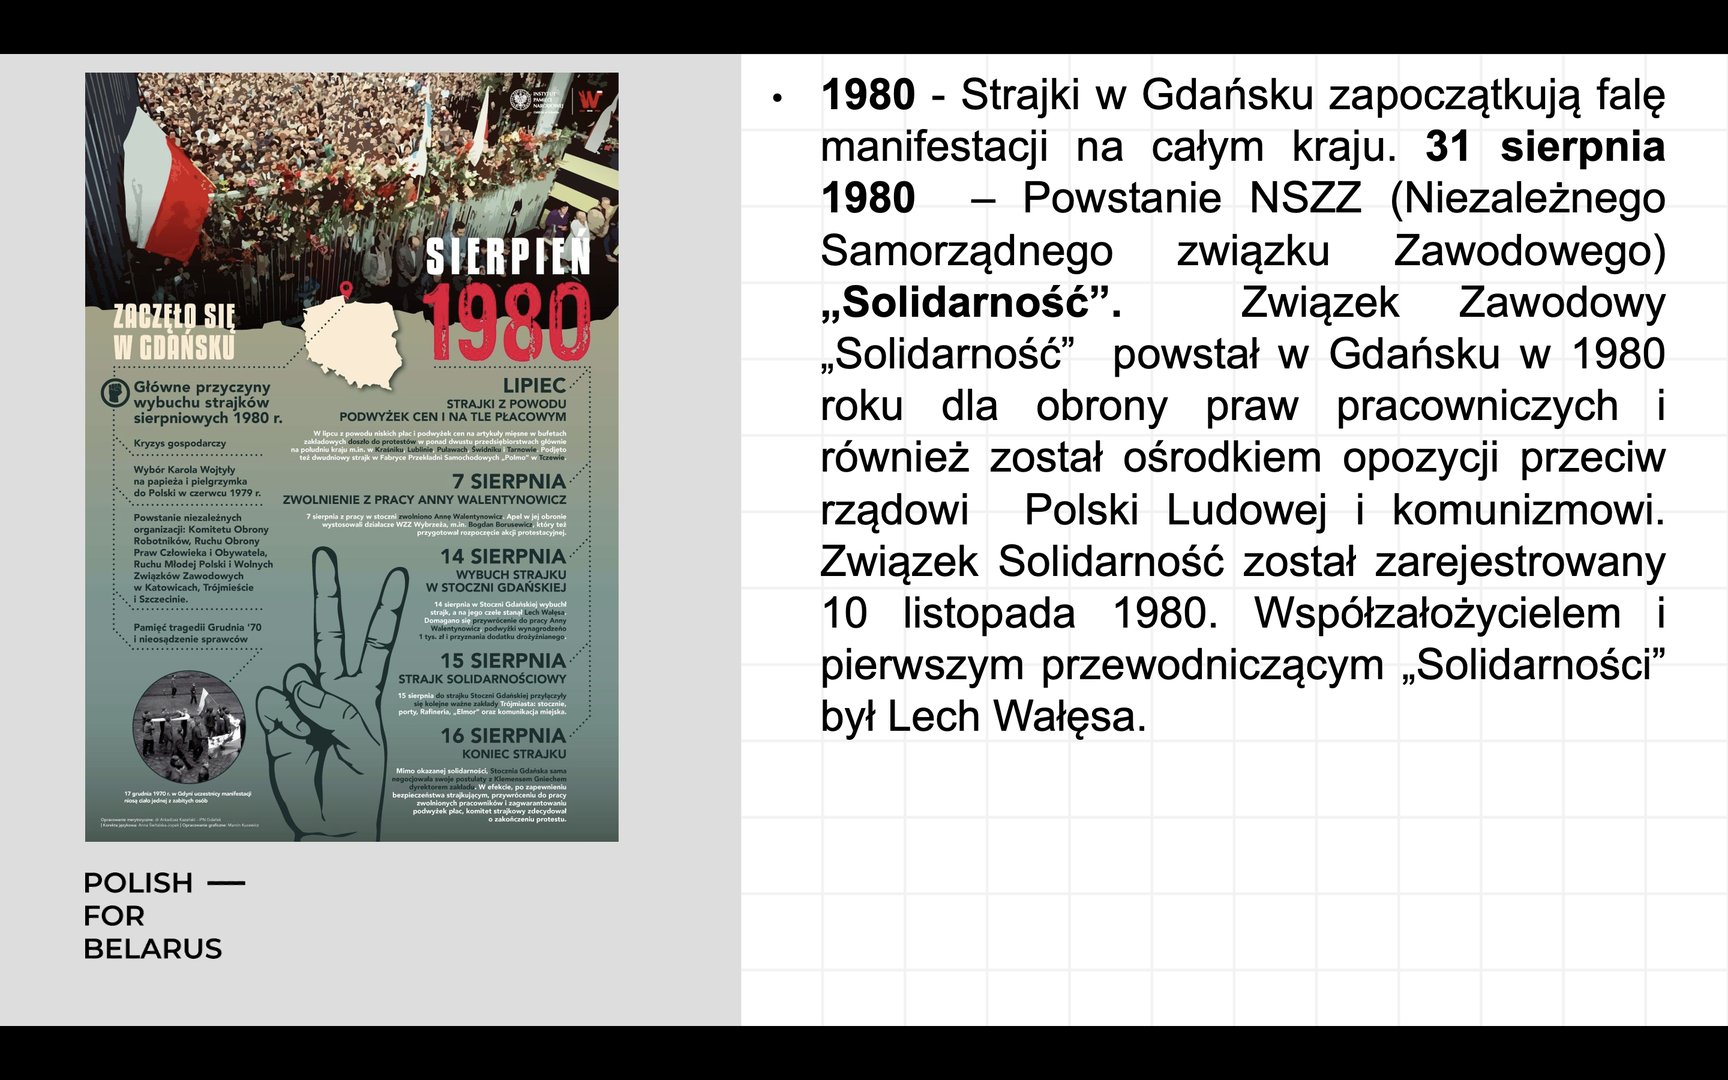 INSTYTUT
PAMIĘCI
NARODOWEJ
SIERPIEŃ
1980
ZACZĘŁO SIĘ
W GDAŃSKU
Główne przyczyny
wybuchu strajków
sierpniowych 1980 r.
Kryzys gospodarczy
Wybór Karola Wojtyły
na papieża i pielgrzymka
do Polski w czerwcu 1979 r.
Powstanie niezależnych
organizacji: Komitetu Obrony
Robotników, Ruchu Obrony
Praw Człowieka i Obywatela,
Ruchu Młodej Polski i Wolnych
Związków Zawodowych
w Katowicach, Trójmieście
i Szczecinie.
Pamięć tragedii Grudnia ’70
i nieosądzenie sprawców
17 grudnia 1970 r. w Gdyni uczestnicy manifestacji
niosą ciało jednej z zabitych osób
LIPIEC
STRAJKI Z POWODU
PODWYŻEK CEN I NA TLE PŁACOWYM
W lipcu z powodu niskich płac i podwyżek cen na artykuły mięsne w bufetach
zakładowych doszło do protestów w ponad dwustu przedsiębiorstwach głównie
na południu kraju m.in. w Kraśniku, Lublinie, Puławach, Świdniku i Tarnowie. Podjęto
też dwudniowy strajk w Fabryce Przekładni Samochodowych „Polmo” w Tczewie.
7 SIERPNIA
ZWOLNIENIE Z PRACY ANNY WALENTYNOWICZ
7 sierpnia z pracy w stoczni zwolniono Annę Walentynowicz. Apel w jej obronie
wystosowali działacze WZZ Wybrzeża, m.in. Bogdan Borusewicz, który też
przygotował rozpoczęcie akcji protestacyjnej.
14 SIERPNIA
WYBUCH STRAJKU
W STOCZNI GDAŃSKIEJ
14 sierpnia w Stoczni Gdańskiej wybuchł
strajk, a na jego czele stanął Lech Wałęsa.
Domagano się przywrócenie do pracy Anny
Walentynowicz, podwyżki wynagrodzeń o
1 tys. zł i przyznania dodatku drożyźnianego.
15 SIERPNIA
STRAJK SOLIDARNOŚCIOWY
15 sierpnia do strajku Stoczni Gdańskiej przyłączyły
się kolejne ważne zakłady Trójmiasta: stocznie,
porty, Rafineria, „Elmor” oraz komunikacja miejska.
16 SIERPNIA
KONIEC STRAJKU
Mimo okazanej solidarności, Stocznia Gdańska sama
negocjowała swoje postulaty z Klemensem Gniechem
dyrektorem zakładu. W efekcie, po zapewnieniu
bezpieczeństwa strajkującym, przywróceniu do pracy
zwolnionych pracowników i zagwarantowaniu
podwyżek płac, komitet strajkowy zdecydował
o zakończeniu protestu.
POLISH —
FOR
BELARUS
• 1980 - Strajki w Gdańsku zapoczątkują falę
manifestacji na całym kraju. 31 sierpnia
1980 – Powstanie NSZZ (Niezależnego
Samorządnego związku Zawodowego)
„Solidarność”. Związek Zawodowy
„Solidarność” powstał w Gdańsku w 1980
roku dla obrony praw pracowniczych i
również został ośrodkiem opozycji przeciw
rządowi Polski Ludowej i komunizmowi.
Związek Solidarność został zarejestrowany
10 listopada 1980. Współzałożycielem i
pierwszym przewodniczącym „Solidarności”
był Lech Wałęsa.